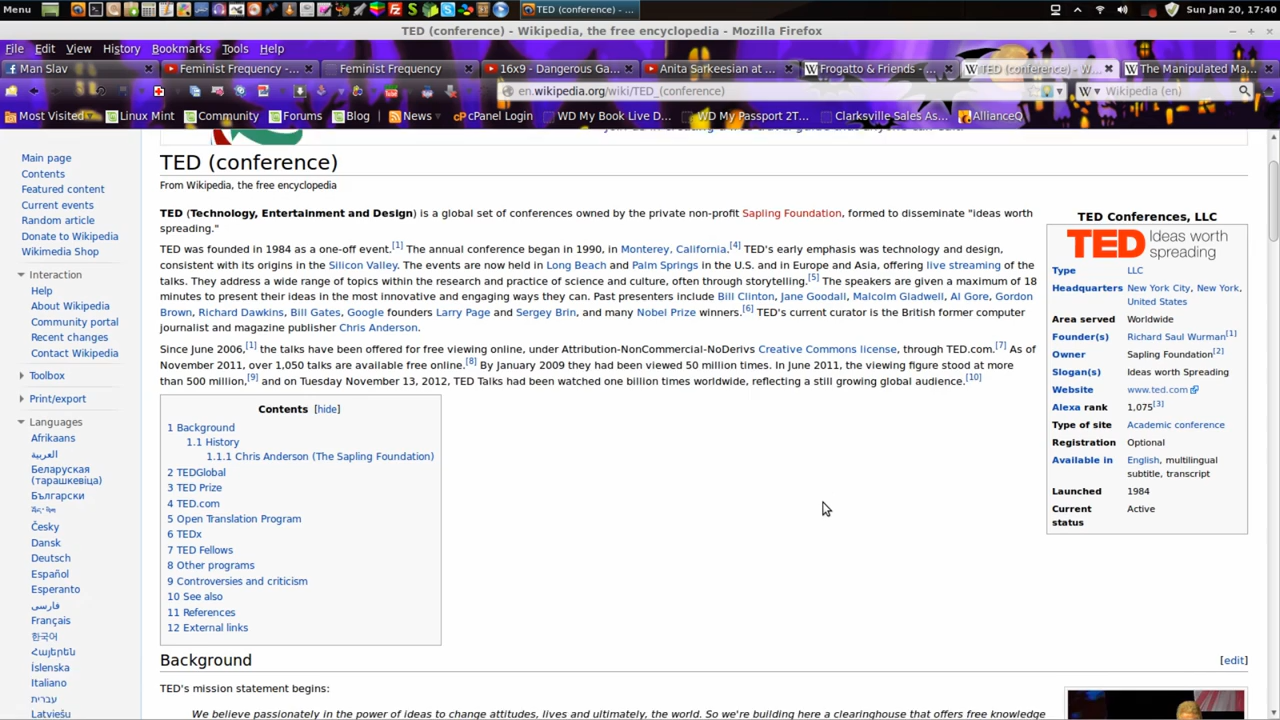 Menu
TED (conference) - ...
Sun Jan 20, 17:40
TED (conference) - Wikipedia, the free encyclopedia - Mozilla Firefox
File Edit View History Bookmarks Tools Help
Man Slav
Feminist Frequency -...
Feminist Frequency
16x9 - Dangerous Ga...
Anita Sarkeesian at ...
Frogatto & Friends - ...
TED (conference) - W...
The Manipulated Ma...
en.wikipedia.org/wiki/TED_(conference)
Wikipedia (en)
Most Visited
Linux Mint
Community
Forums
Blog
News
cPanel Login
WD My Book Live D...
WD My Passport 2T...
Clarksville Sales As...
AllianceQ
TED (conference)
From Wikipedia, the free encyclopedia
TED (Technology, Entertainment and Design) is a global set of conferences owned by the private non-profit Sapling Foundation, formed to disseminate "ideas worth
spreading."
TED was founded in 1984 as a one-off event.[1] The annual conference began in 1990, in Monterey, California.[4] TED's early emphasis was technology and design,
consistent with its origins in the Silicon Valley. The events are now held in Long Beach and Palm Springs in the U.S. and in Europe and Asia, offering live streaming of the
talks. They address a wide range of topics within the research and practice of science and culture, often through storytelling.[5] The speakers are given a maximum of 18
minutes to present their ideas in the most innovative and engaging ways they can. Past presenters include Bill Clinton, Jane Goodall, Malcolm Gladwell, Al Gore, Gordon
Brown, Richard Dawkins, Bill Gates, Google founders Larry Page and Sergey Brin, and many Nobel Prize winners.[6] TED's current curator is the British former computer
journalist and magazine publisher Chris Anderson.
Since June 2006,[1] the talks have been offered for free viewing online, under Attribution-NonCommercial-NoDerivs Creative Commons license, through TED.com.[7] As of
November 2011, over 1,050 talks are available free online.[8] By January 2009 they had been viewed 50 million times. In June 2011, the viewing figure stood at more
than 500 million,[9] and on Tuesday November 13, 2012, TED Talks had been watched one billion times worldwide, reflecting a still growing global audience.[10]
Contents [hide]
1 Background
1.1 History
1.1.1 Chris Anderson (The Sapling Foundation)
2 TEDGlobal
3 TED Prize
4 TED.com
5 Open Translation Program
6 TEDx
7 TED Fellows
8 Other programs
9 Controversies and criticism
10 See also
11 References
12 External links
Background
[edit]
TED's mission statement begins:
We believe passionately in the power of ideas to change attitudes, lives and ultimately, the world. So we're building here a clearinghouse that offers free knowledge
TED Conferences, LLC
TED Ideas worth
spreading
Type LLC
Headquarters New York City, New York,
United States
Area served Worldwide
Founder(s) Richard Saul Wurman[1]
Owner Sapling Foundation[2]
Slogan(s) Ideas worth Spreading
Website www.ted.com
Alexa rank 1,075[3]
Type of site Academic conference
Registration Optional
Available in English, multilingual
subtitle, transcript
Launched 1984
Current
status
Active
Main page
Contents
Featured content
Current events
Random article
Donate to Wikipedia
Wikimedia Shop
Interaction
Help
About Wikipedia
Community portal
Recent changes
Contact Wikipedia
Toolbox
Print/export
Languages
Afrikaans
العربية
Беларуская
(тарашкевіца)
Български
Česky
Dansk
Deutsch
Español
Esperanto
فارسی
Français
한국어
Հայերեն
Íslenska
Italiano
עברית
Latviešu